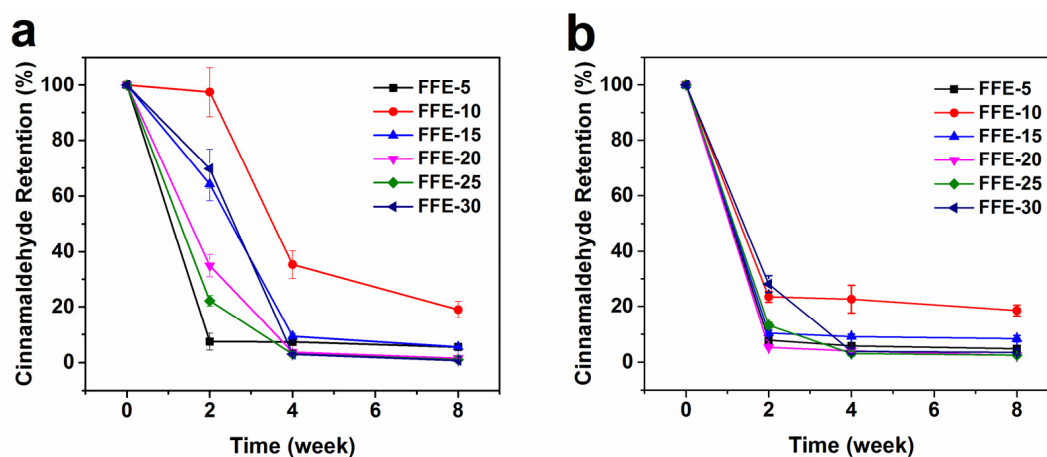 a
Cinnamaldehyde Retention (%)
100
80
60
40
20
0
0
2
4
6
8
Time (week)
FFE-5
FFE-10
FFE-15
FFE-20
FFE-25
FFE-30
b
Cinnamaldehyde Retention (%)
100
80
60
40
20
0
0
2
4
6
8
Time (week)
FFE-5
FFE-10
FFE-15
FFE-20
FFE-25
FFE-30